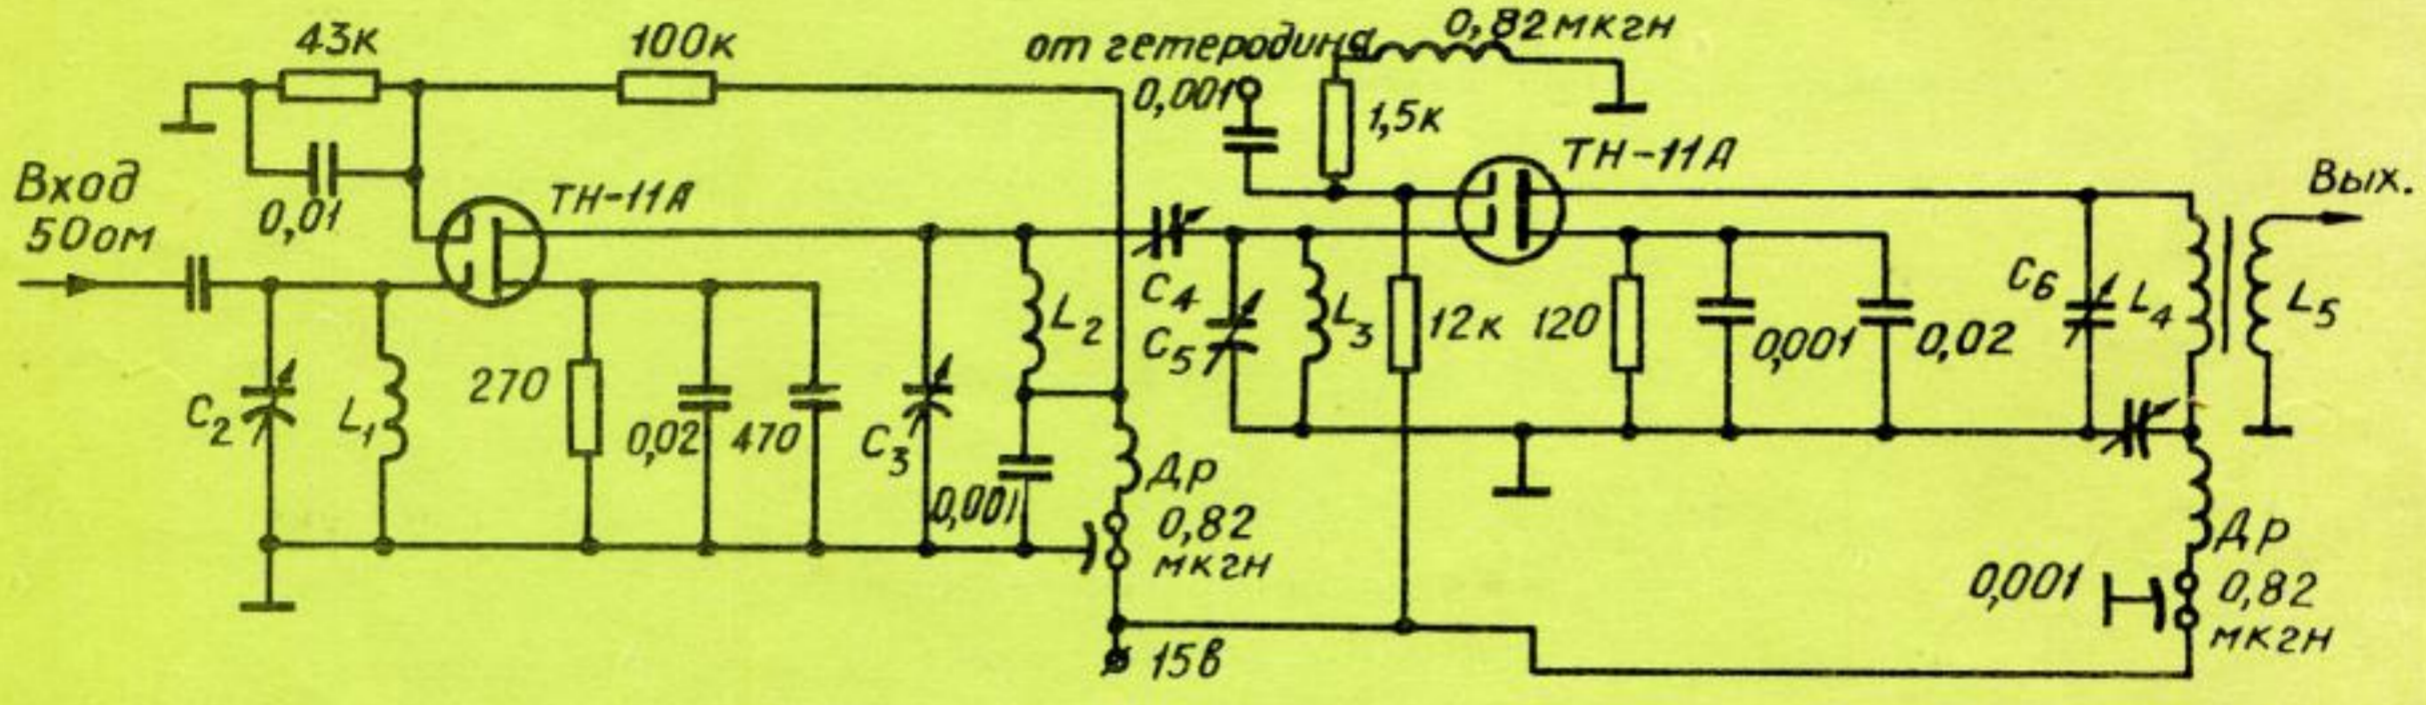 43к
100к
от гетеродина
0,82мкгн
0,001
1,5к
Вход
50ом
0,01
ТН-11А
ТН-11А
Вых.
C2
L1
270
0,02
470
C3
L2
0,001
C4
C5
L3
12к
120
0,001
0,02
C6
L4
L5
Др
0,82
мкгн
15в
Др
0,001
0,82
мкгн